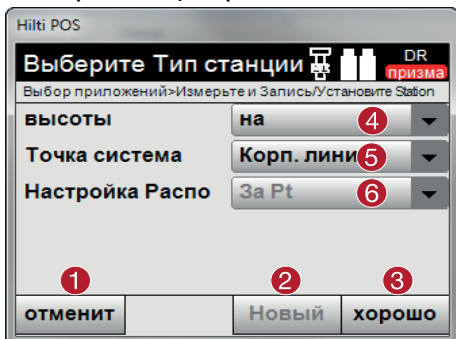 Hilti POS
Выберите Тип станции DR
призма
Выбор приложений>Измерьте и Запись/Установите Station
высоты на 4
Точка система Корп. лини 5
Настройка Распо За Pt 6
1 2 3
отменит Новый хорошо